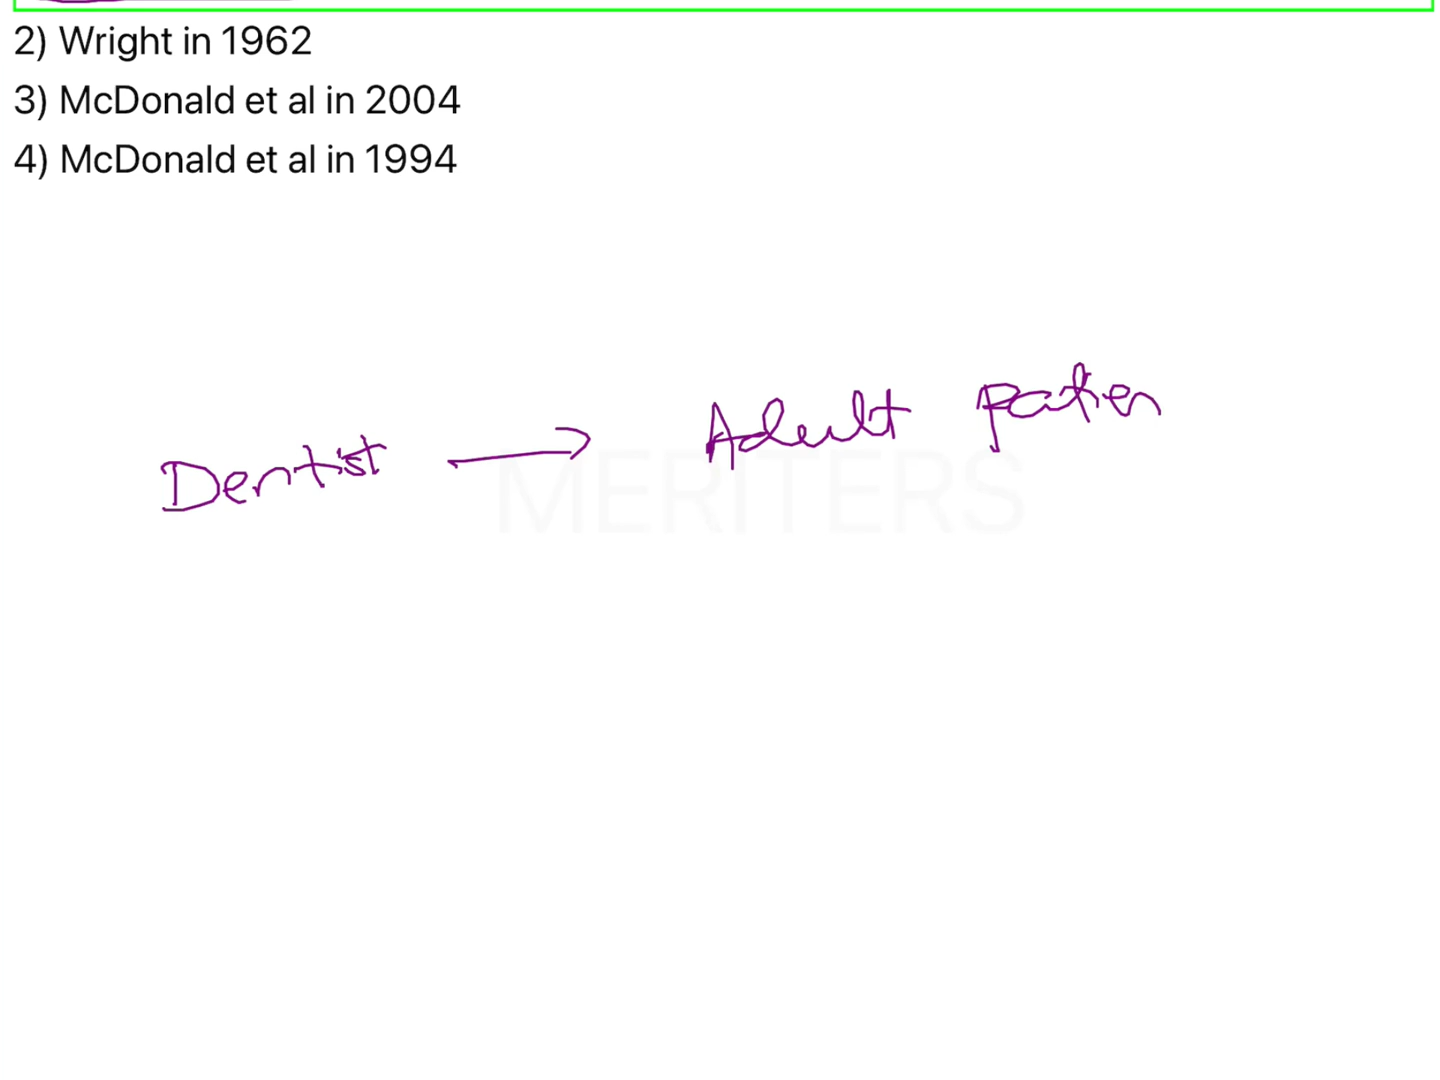 2) Wright in 1962
3) McDonald et al in 2004
4) McDonald et al in 1994
Dentist → Adult patien
MERITERS